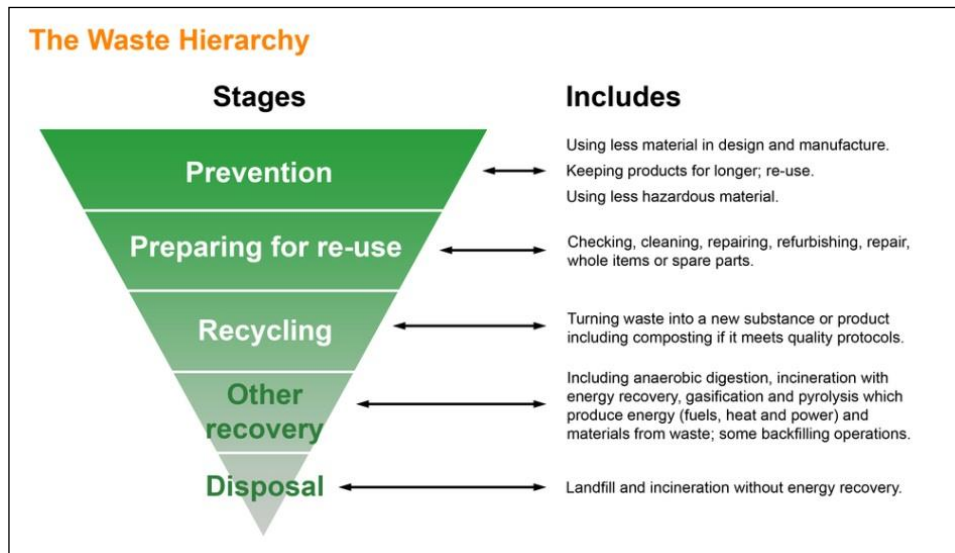 The Waste Hierarchy
Stages
Includes
Prevention
Using less material in design and manufacture.
Keeping products for longer; re-use.
Using less hazardous material.
Preparing for re-use
Checking, cleaning, repairing, refurbishing, repair,
whole items or spare parts.
Recycling
Turning waste into a new substance or product
including composting if it meets quality protocols.
Other
recovery
Including anaerobic digestion, incineration with
energy recovery, gasification and pyrolysis which
produce energy (fuels, heat and power) and
materials from waste; some backfilling operations.
Disposal
Landfill and incineration without energy recovery.